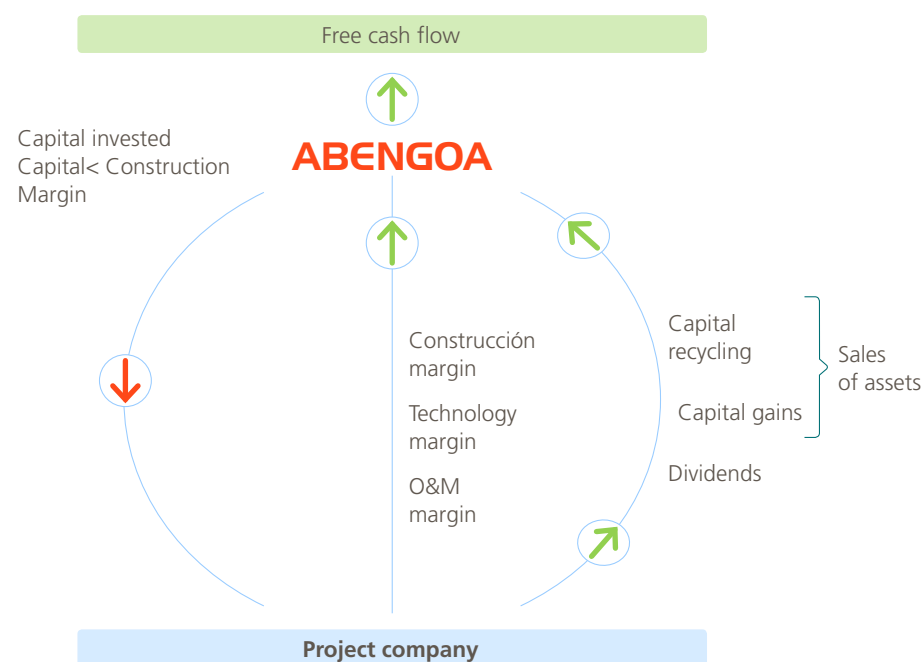 Free cash flow
Capital invested
Capital< Construction
Margin
ABENGOA
Construcción
margin
Technology
margin
O&M
margin
Capital
recycling
Capital gains
Sales
of assets
Dividends
Project company